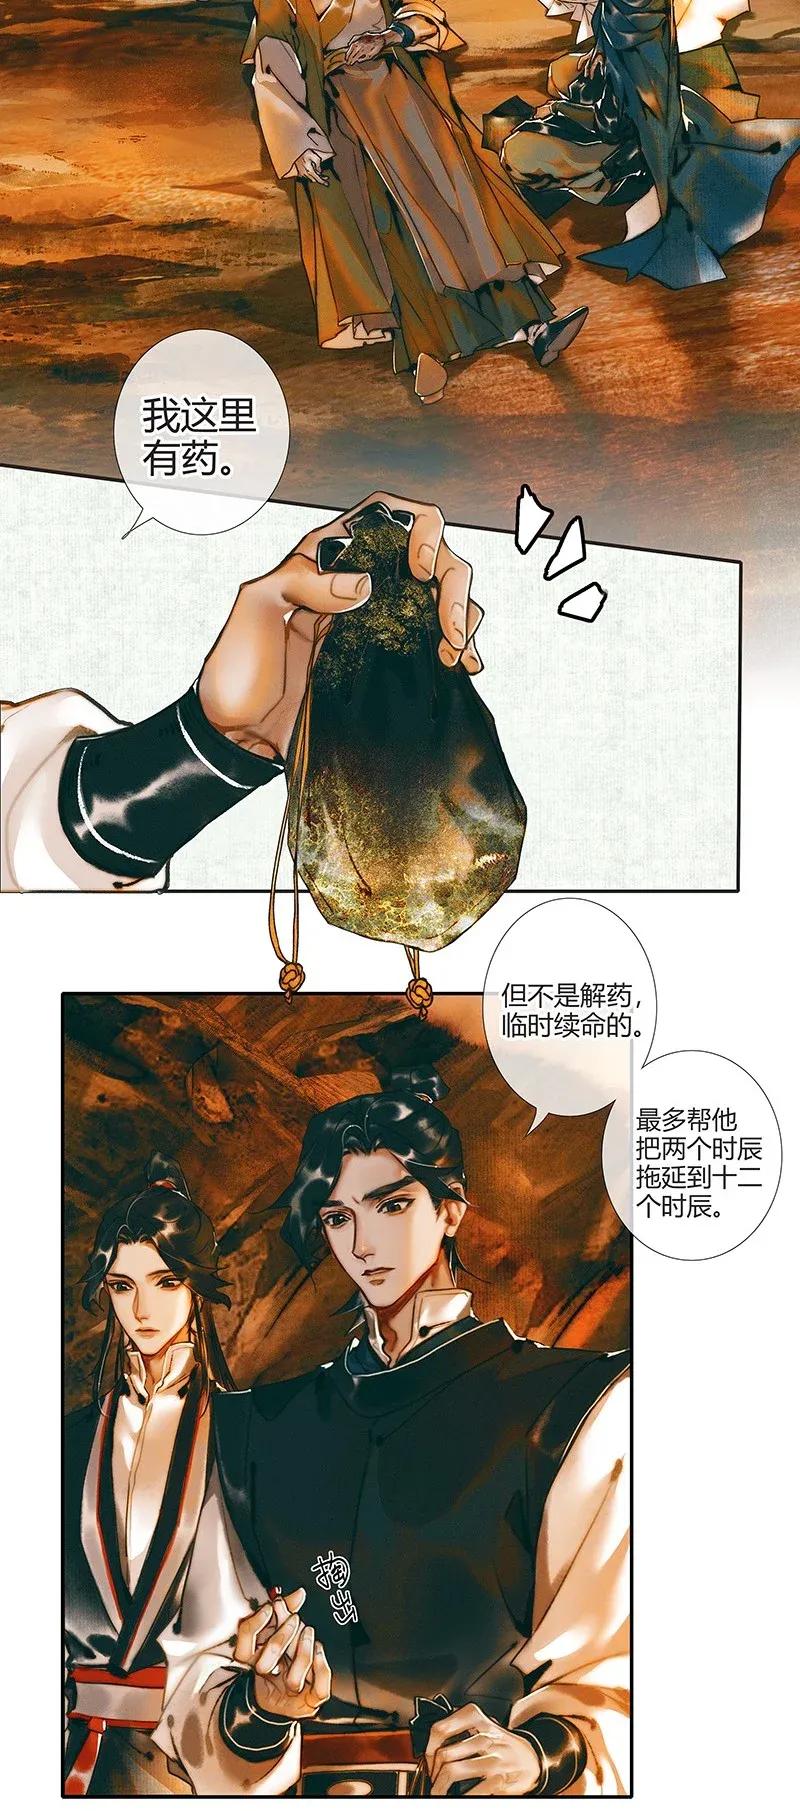 我这里
有药。
但不是解药，
临时续命的。
最多帮他
把两个时辰
拖延到十二
个时辰。
掏